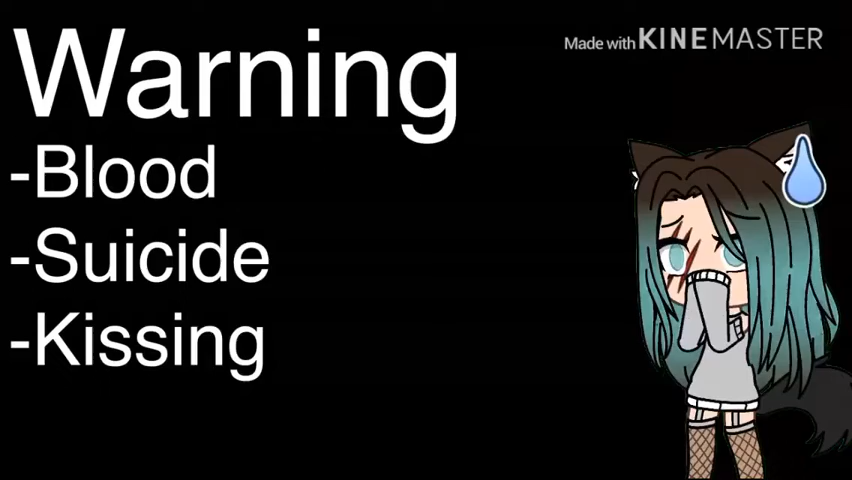 Warning
Made with KINEMASTER
-Blood
-Suicide
-Kissing